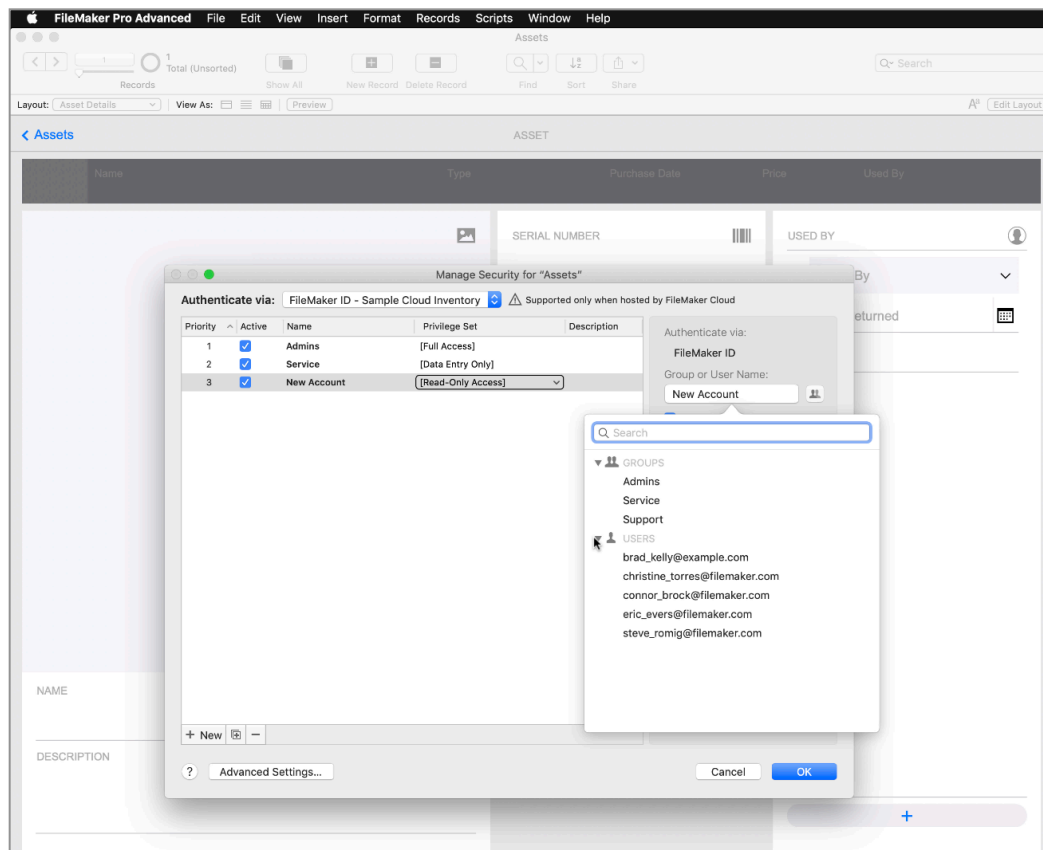 FileMaker Pro Advanced File Edit View Insert Format Records Scripts Window Help
Assets
1
1
Total (Unsorted)
Search
Records Show All New Record Delete Record Find Sort Share
Layout: Asset Details View As: Preview Aª Edit Layout
Assets ASSET
Name Type Purchase Date Price Used By
SERIAL NUMBER USED BY
Manage Security for "Assets"
By
Authenticate via: FileMaker ID - Sample Cloud Inventory Supported only when hosted by FileMaker Cloud
eturned
Priority Active Name Privilege Set Description
1 Admins [Full Access]
2 Service [Data Entry Only]
3 New Account [Read-Only Access]
Authenticate via:
FileMaker ID
Group or User Name:
New Account
Search
GROUPS
Admins
Service
Support
USERS
brad_kelly@example.com
christine_torres@filemaker.com
connor_brock@filemaker.com
eric_evers@filemaker.com
steve_romig@filemaker.com
NAME
+ New
DESCRIPTION
? Advanced Settings... Cancel OK
+